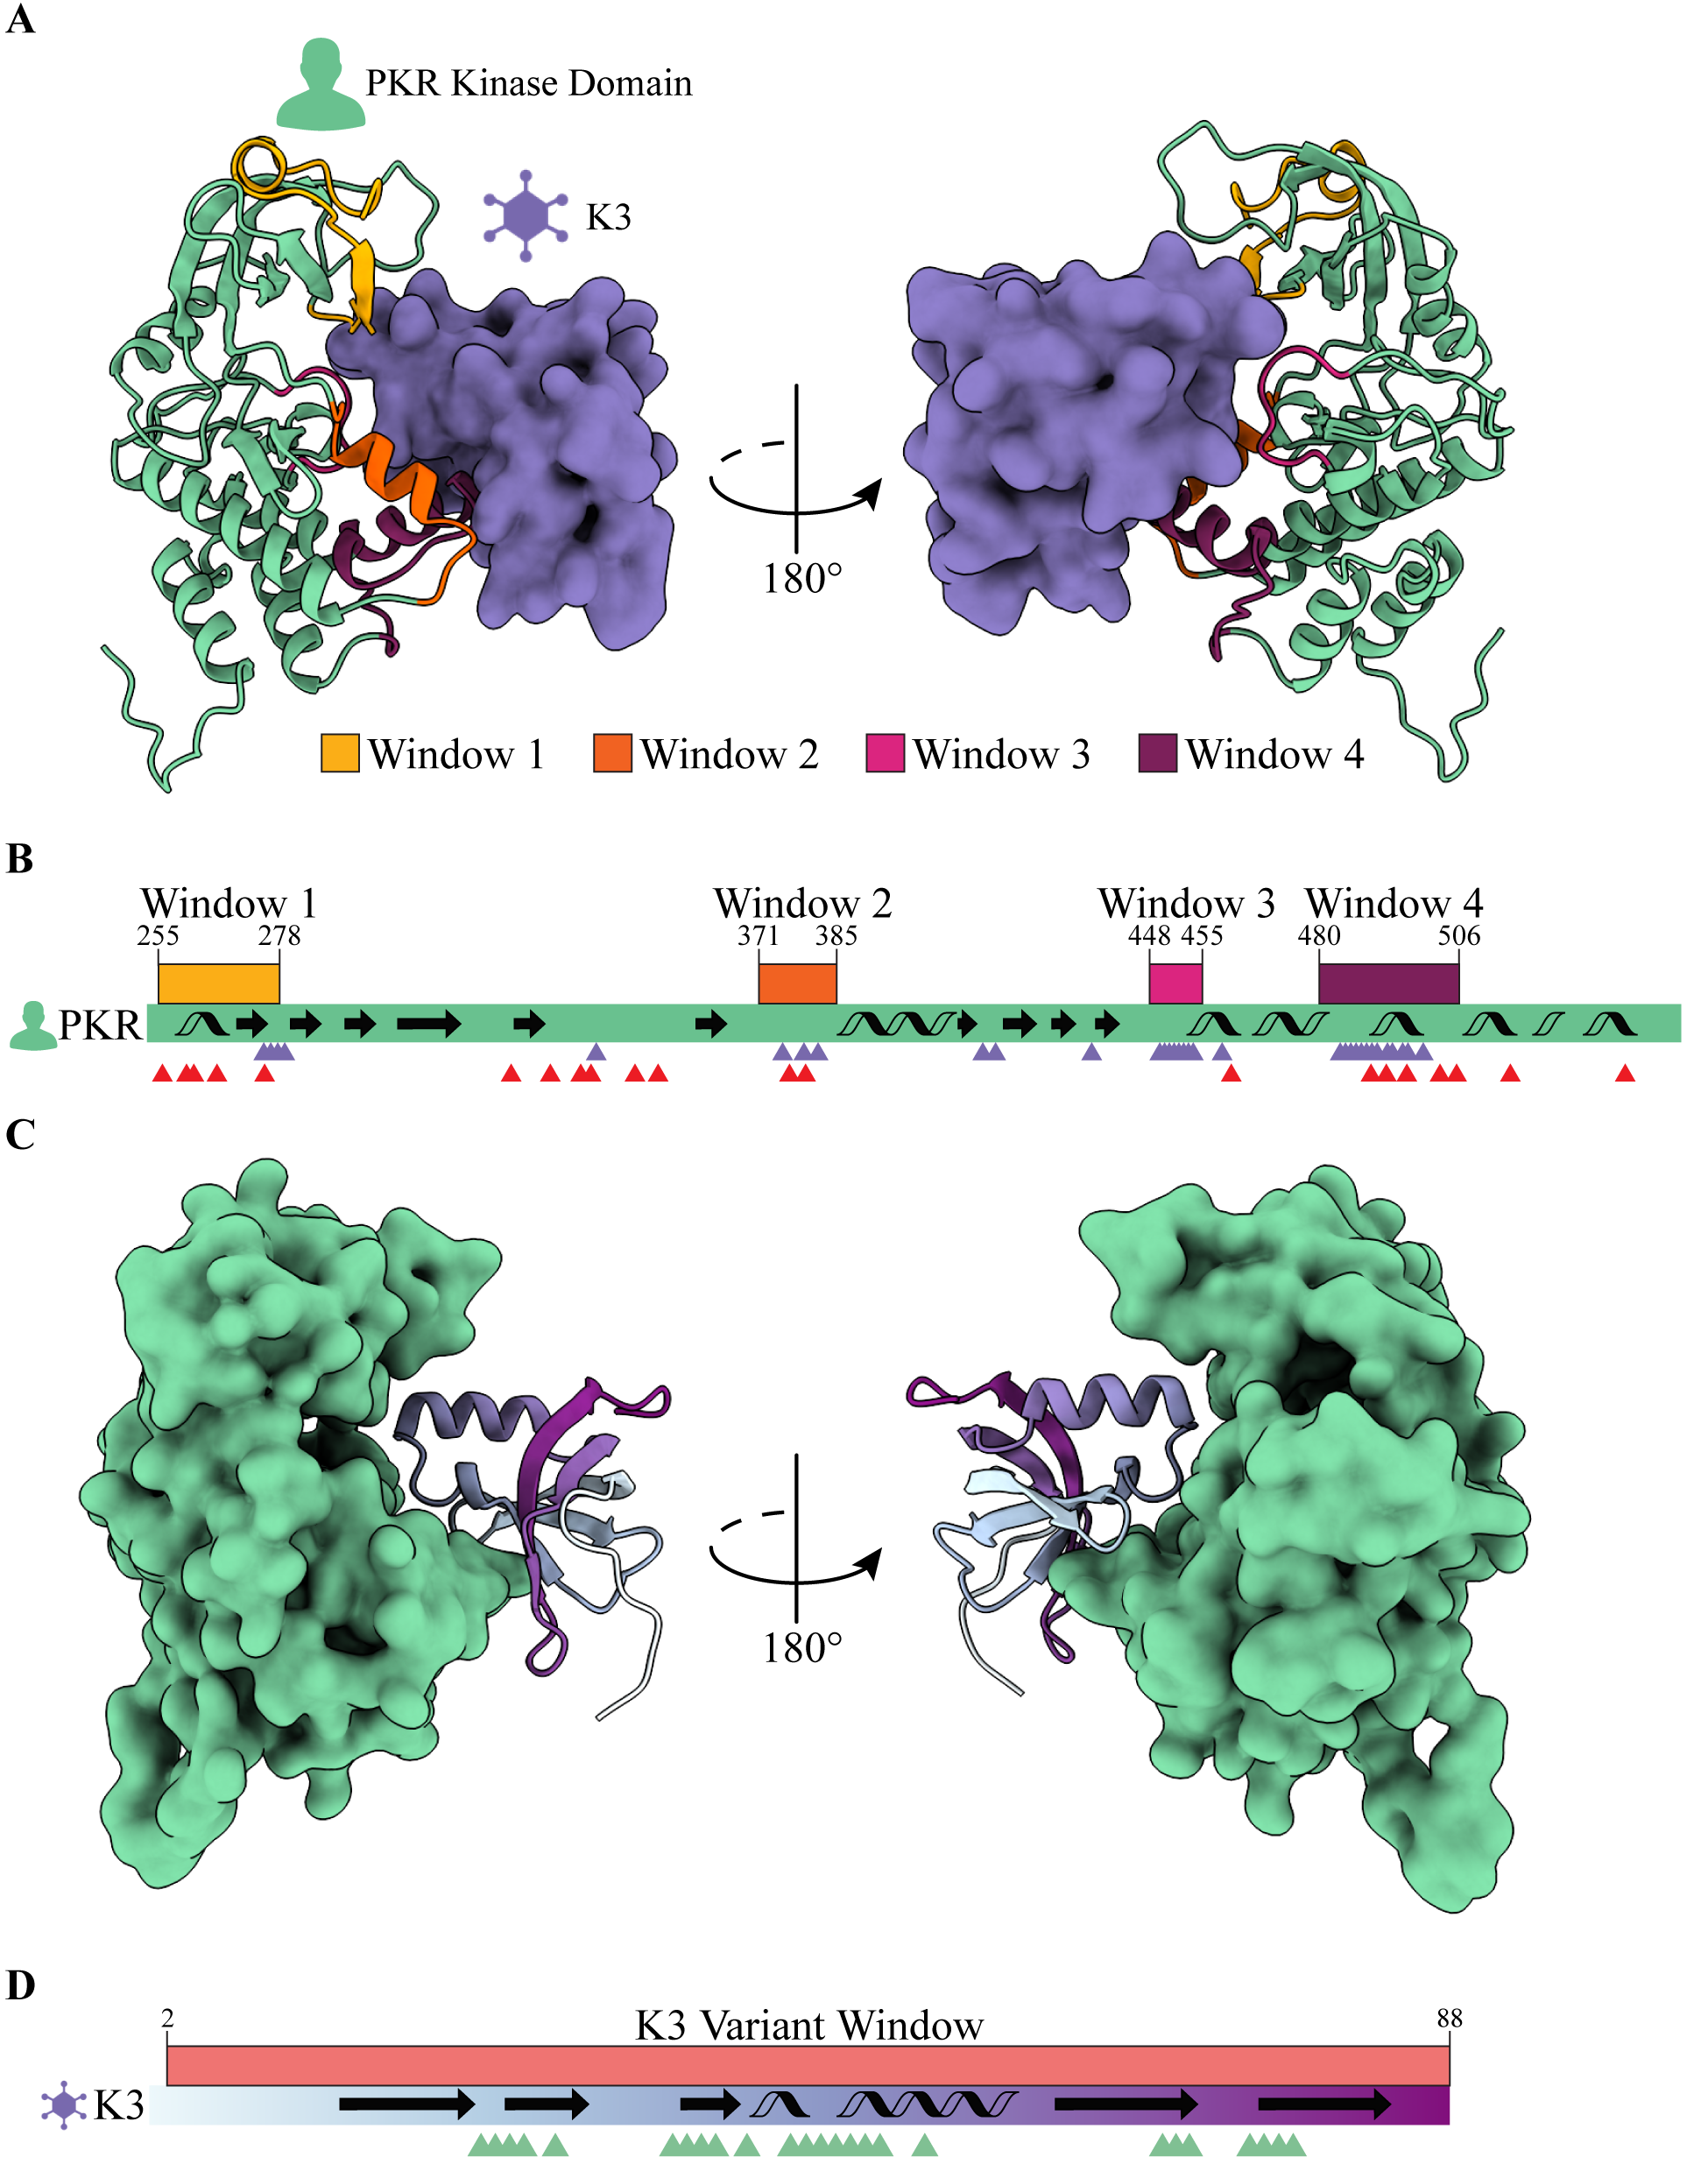 A
PKR Kinase Domain
K3
180°
Window 1 Window 2 Window 3 Window 4
B
Window 1 Window 2 Window 3 Window 4
255 278 371 385 448 455 480 506
PKR
C
180°
D
2 K3 Variant Window 88
K3